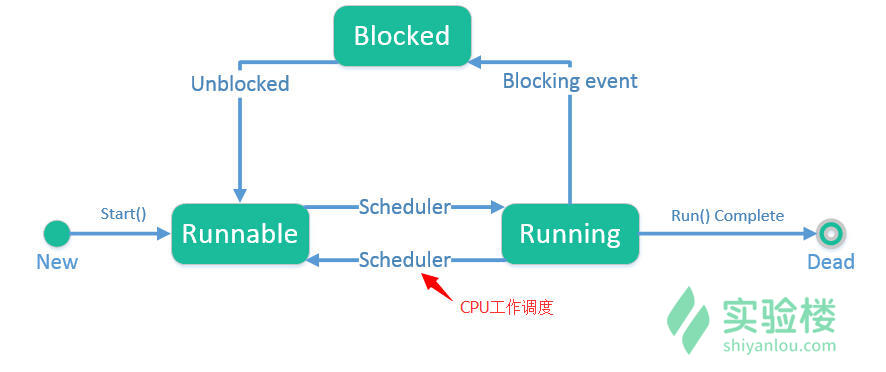 Blocked
Unblocked
Blocking event
Start()
Scheduler
Run() Complete
Runnable
Running
New
Scheduler
Dead
CPU工作调度
实验楼
shiyanlou.com